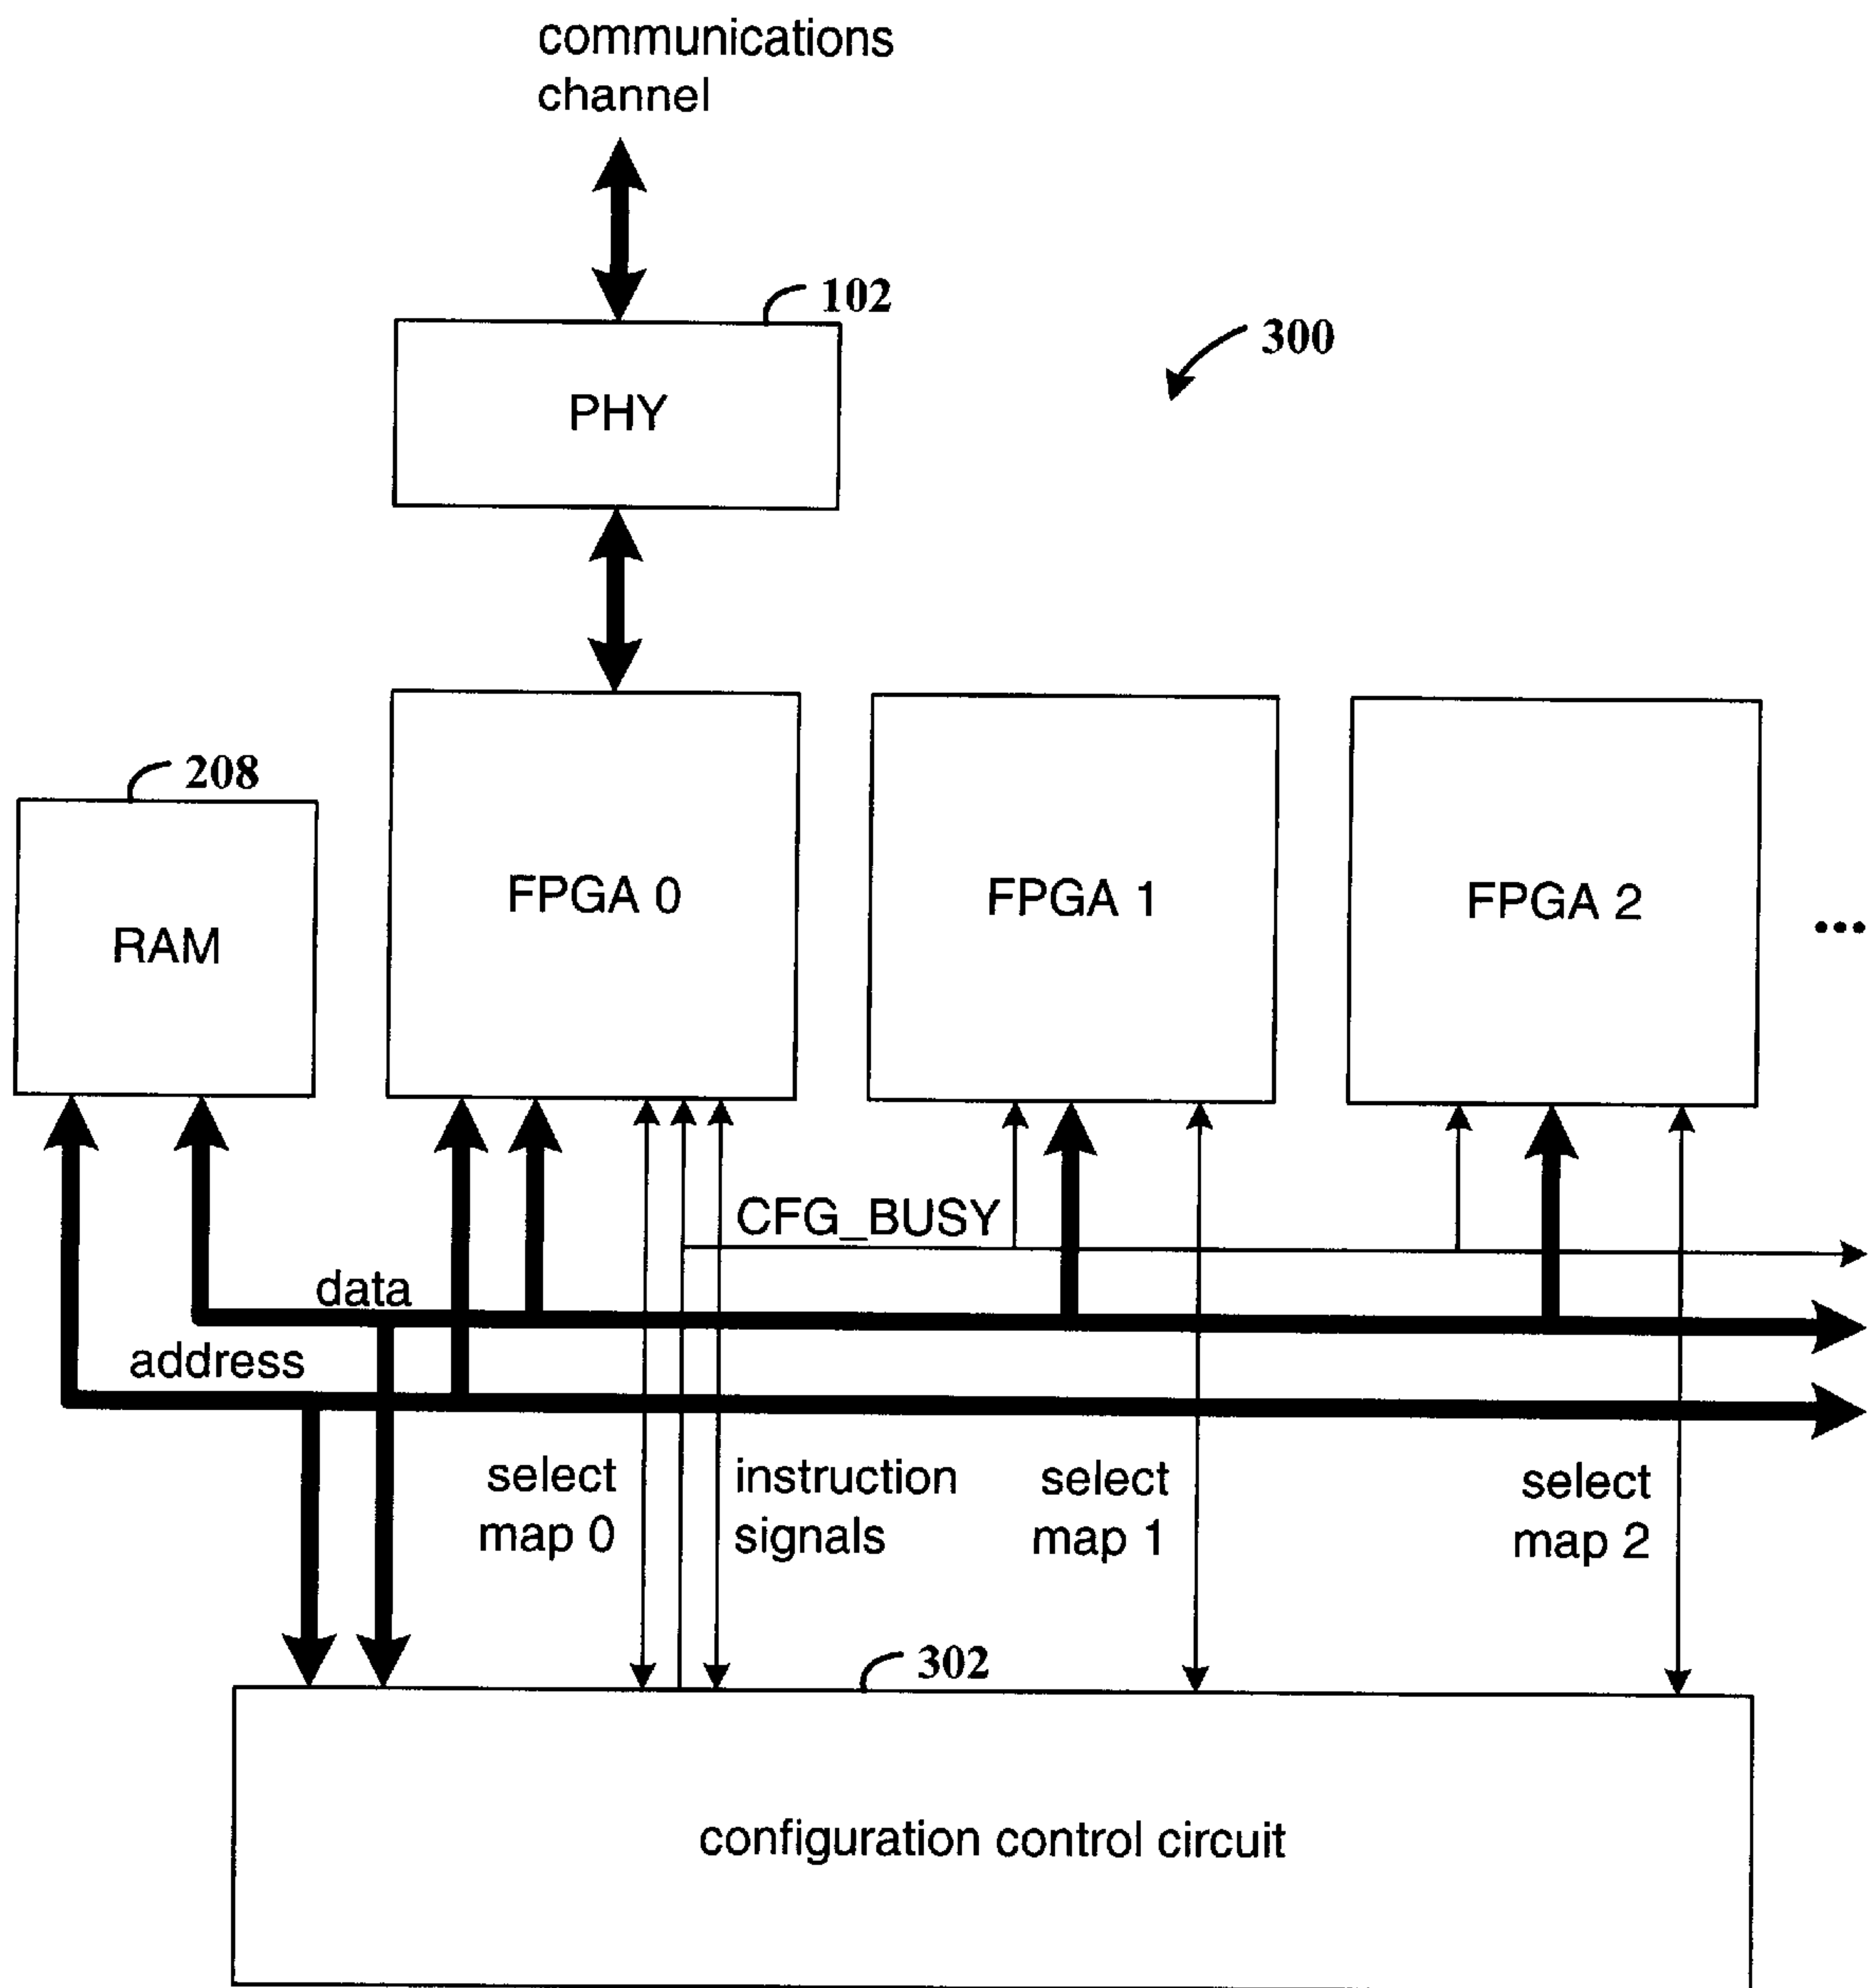 communications
channel
102
300
PHY
208
FPGA 0
FPGA 1
FPGA 2
...
RAM
CFG_BUSY
data
address
select
map 0
instruction
signals
select
map 1
select
map 2
302
configuration control circuit